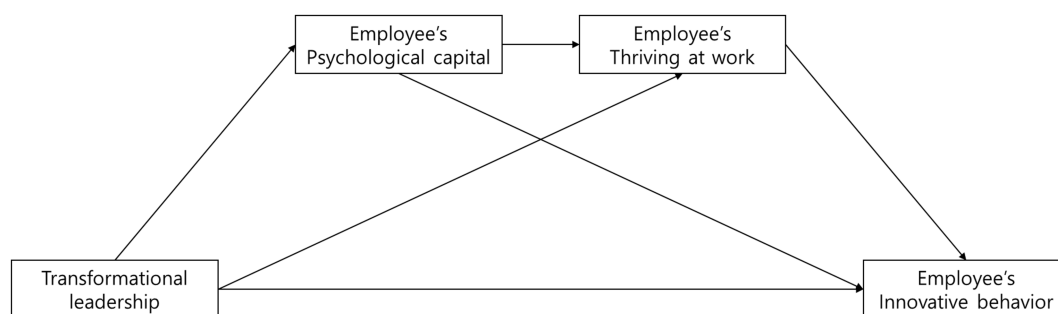 Employee's
Psychological capital
Employee's
Thriving at work
Transformational
leadership
Employee's
Innovative behavior